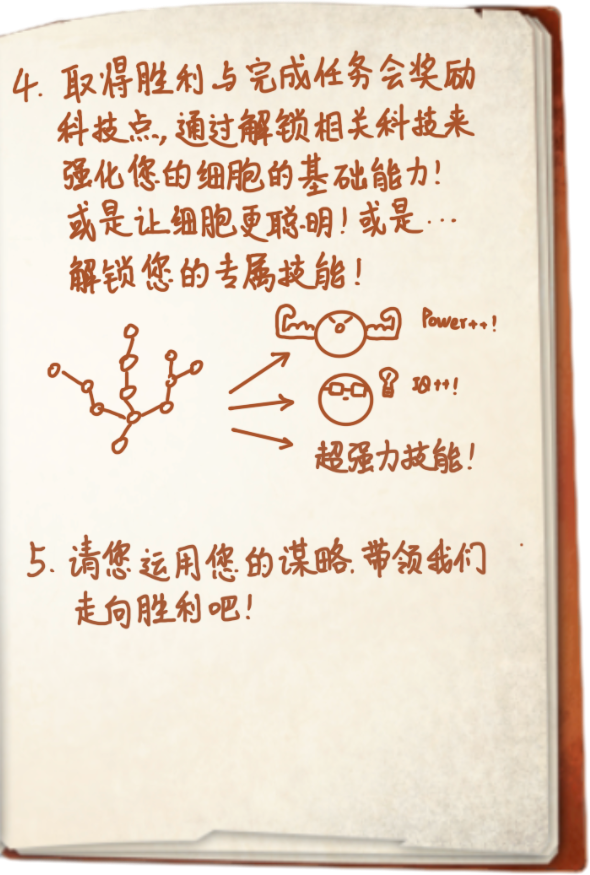 4. 取得胜利与完成任务会奖励
科技点,通过解锁相关科技来
强化您的细胞的基础能力!
或是让细胞更聪明!或是…
解锁您的专属技能!
Power++!
IQ++!
超强力技能!
5. 请您运用您的谋略.带领我们
走向胜利吧!